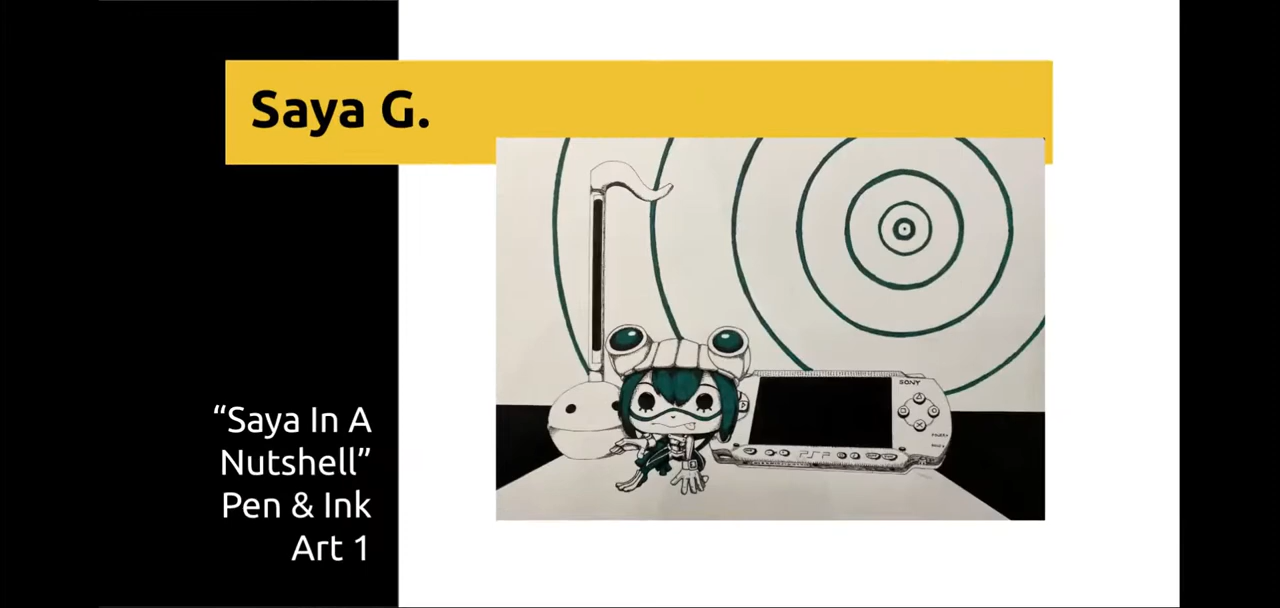 Saya G.
SONY
PSP
“Saya In A
Nutshell”
Pen & Ink
Art 1